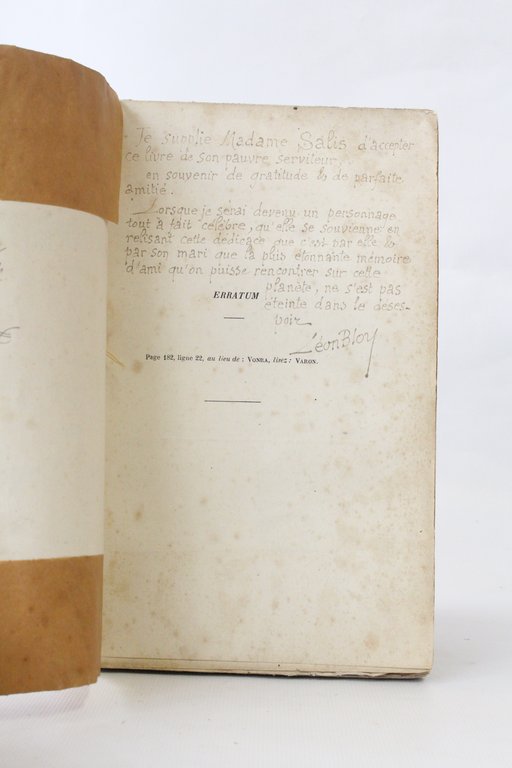 Je supplie Madame Salis d'accepter
ce livre de son pauvre serviteur,
en souvenir de gratitude & de parfaite
amitié.
Lorsque je serai devenu un personnage
tout à fait célèbre, qu'elle se souvienne en
relisant cette dédicace que c'est par elle &
par son mari que la plus étonnante mémoire
d'ami qu'on puisse rencontrer sur cette
planète, ne s'est pas
éteinte dans le deses-
poir.
Léon Bloy
ERRATUM
Page 182, ligne 22, au lieu de : VONRA, lisez : VARON.